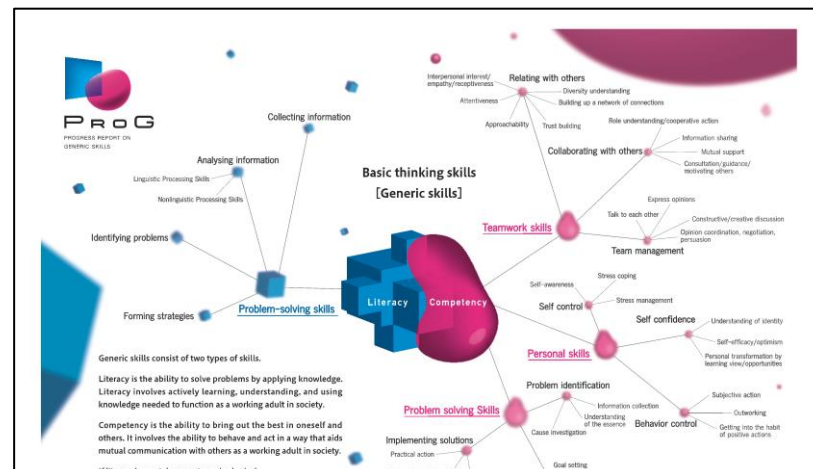 PROG
PROGRESS REPORT ON
GENERIC SKILLS
Basic thinking skills
[Generic skills]
Literacy
Competency
Problem-solving skills
Collecting information
Analysing information
Linguistic Processing Skills
Nonlinguistic Processing Skills
Identifying problems
Forming strategies
Generic skills consist of two types of skills.
Literacy is the ability to solve problems by applying knowledge.
Literacy involves actively learning, understanding, and using
knowledge needed to function as a working adult in society.
Competency is the ability to bring out the best in oneself and
others. It involves the ability to behave and act in a way that aids
mutual communication with others as a working adult in society.
Teamwork skills
Relating with others
Interpersonal interest/
empathy/receptiveness
Attentiveness
Approachability
Diversity understanding
Building up a network of connections
Trust building
Collaborating with others
Role understanding/cooperative action
Information sharing
Mutual support
Consultation/guidance/
motivating others
Team management
Talk to each other
Express opinions
Constructive/creative discussion
Opinion coordination, negotiation,
persuasion
Personal skills
Self control
Self-awareness
Stress coping
Stress management
Self confidence
Understanding of identity
Self-efficacy/optimism
Personal transformation by
learning view/opportunities
Behavior control
Subjective action
Outworking
Getting into the habit
of positive actions
Problem solving Skills
Problem identification
Information collection
Understanding
of the essence
Cause investigation
Implementing solutions
Practical action
Goal setting